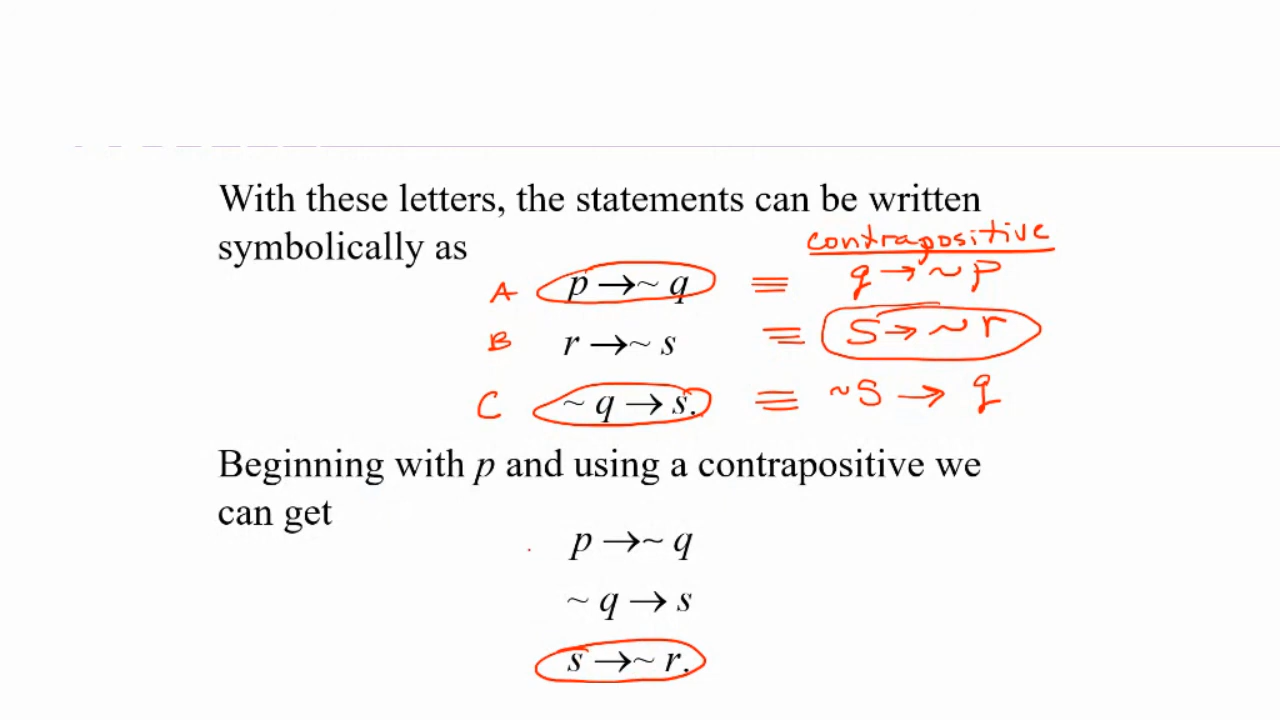 With these letters, the statements can be written
symbolically as
contrapositive
A p →~ q ≡ q → ~p
B r →~ s ≡ S → ~r
C ~ q → s. ≡ ~S → q
Beginning with p and using a contrapositive we
can get
p →~ q
~ q → s
s →~ r.